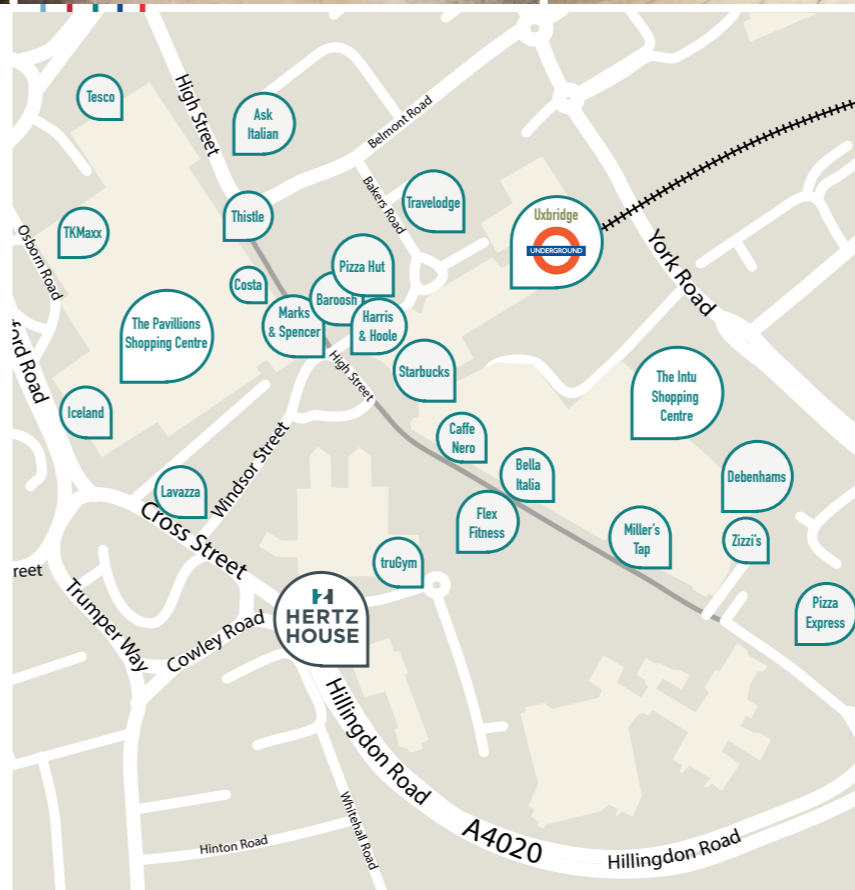 Tesco
High Street
Ask
Italian
Belmont Road
Bakers Road
Travelodge
Uxbridge
UNDERGROUND
York Road
Thistle
TKMaxx
Osborn Road
Costa
Pizza Hut
Baroosh
Marks
& Spencer
Harris
& Hoole
The Pavillions
Shopping Centre
ford Road
High Street
Starbucks
The Intu
Shopping
Centre
Iceland
Caffe
Nero
Windsor Street
Bella
Italia
Debenhams
Lavazza
Cross Street
Flex
Fitness
Miller's
Tap
Zizzi's
reet
truGym
Trumper Way
Cowley Road
HERTZ
HOUSE
Pizza
Express
Hillingdon Road
Whitehall Road
A4020
Hinton Road
Hillingdon Road